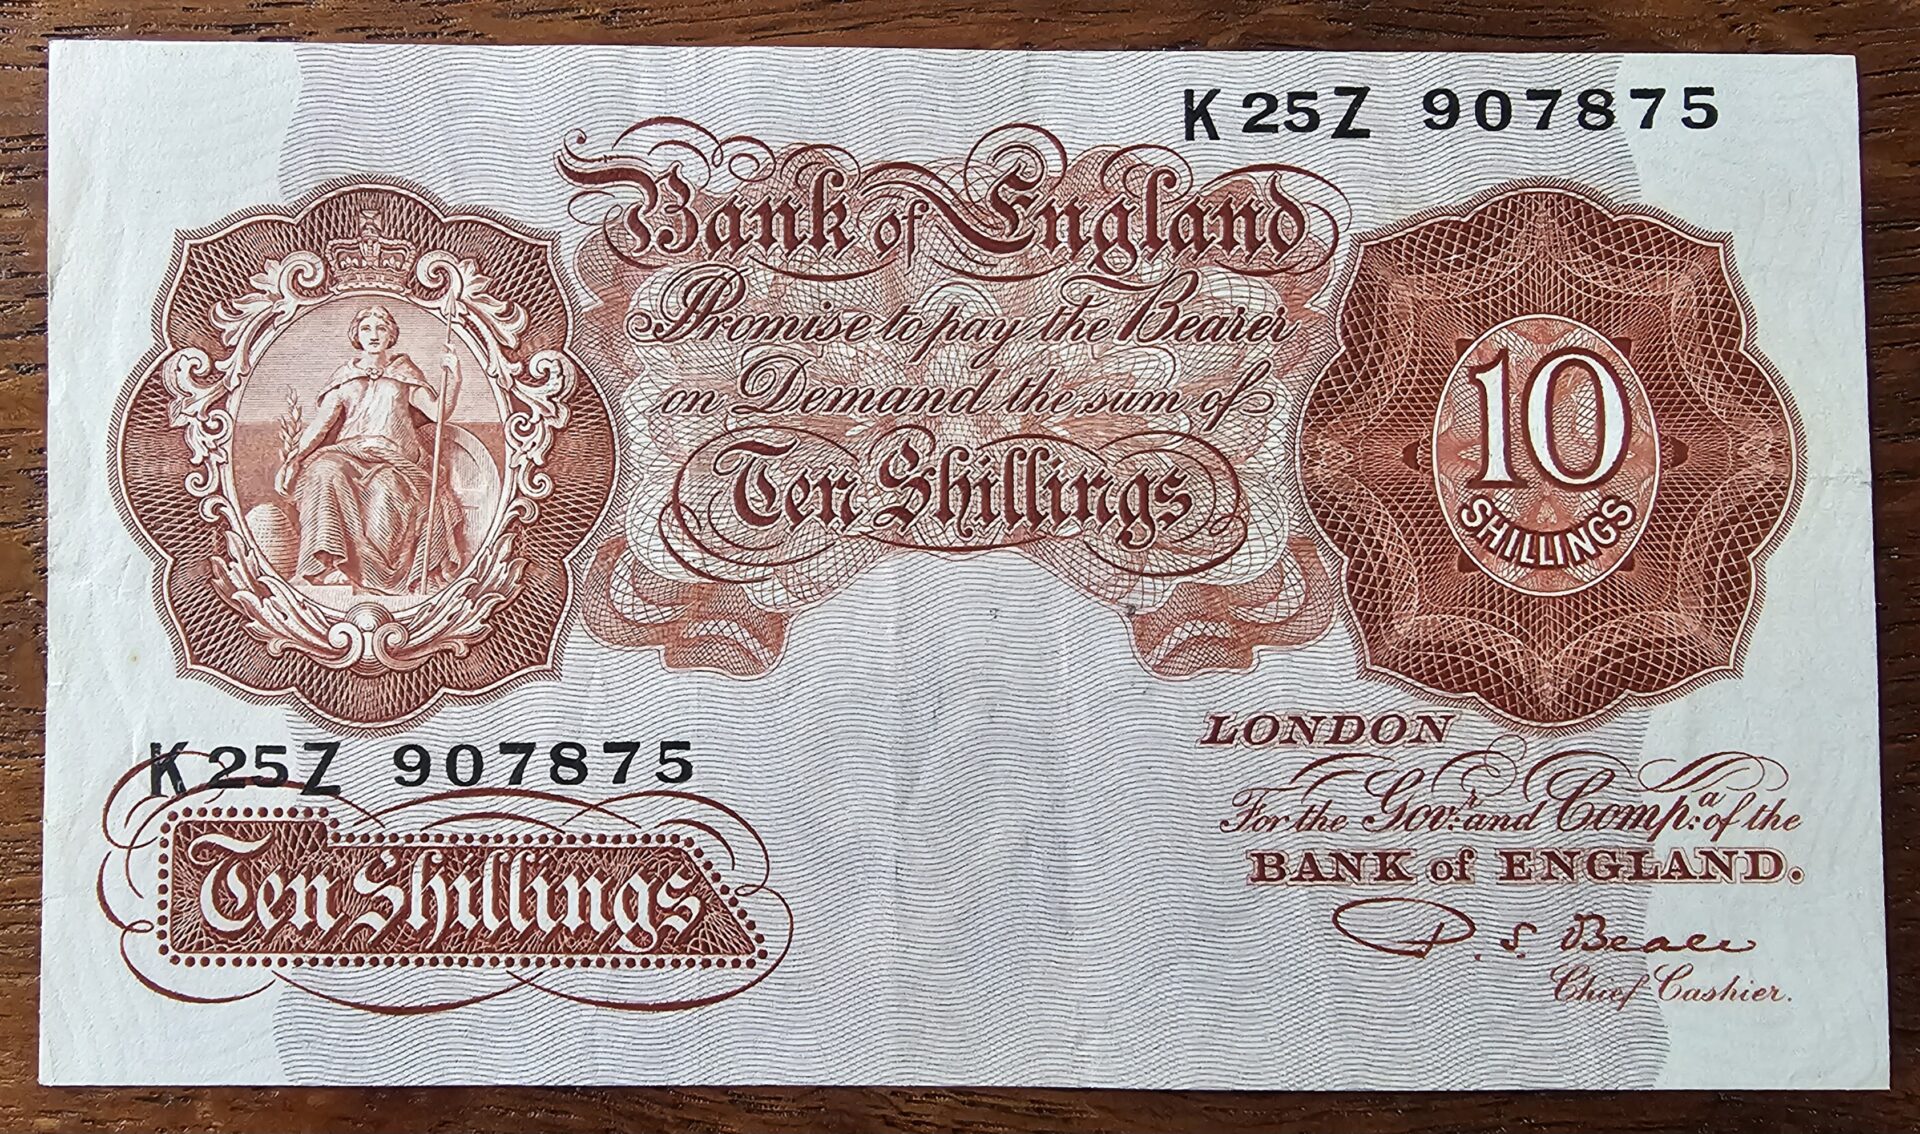 K25Z 907875
Bank of England
Promise to pay the Bearer
on Demand the sum of
Ten Shillings
10
SHILLINGS
K25Z 907875
Ten Shillings
LONDON
For the Govr. and Compa. of the
BANK of ENGLAND.
P. S. Beale
Chief Cashier.